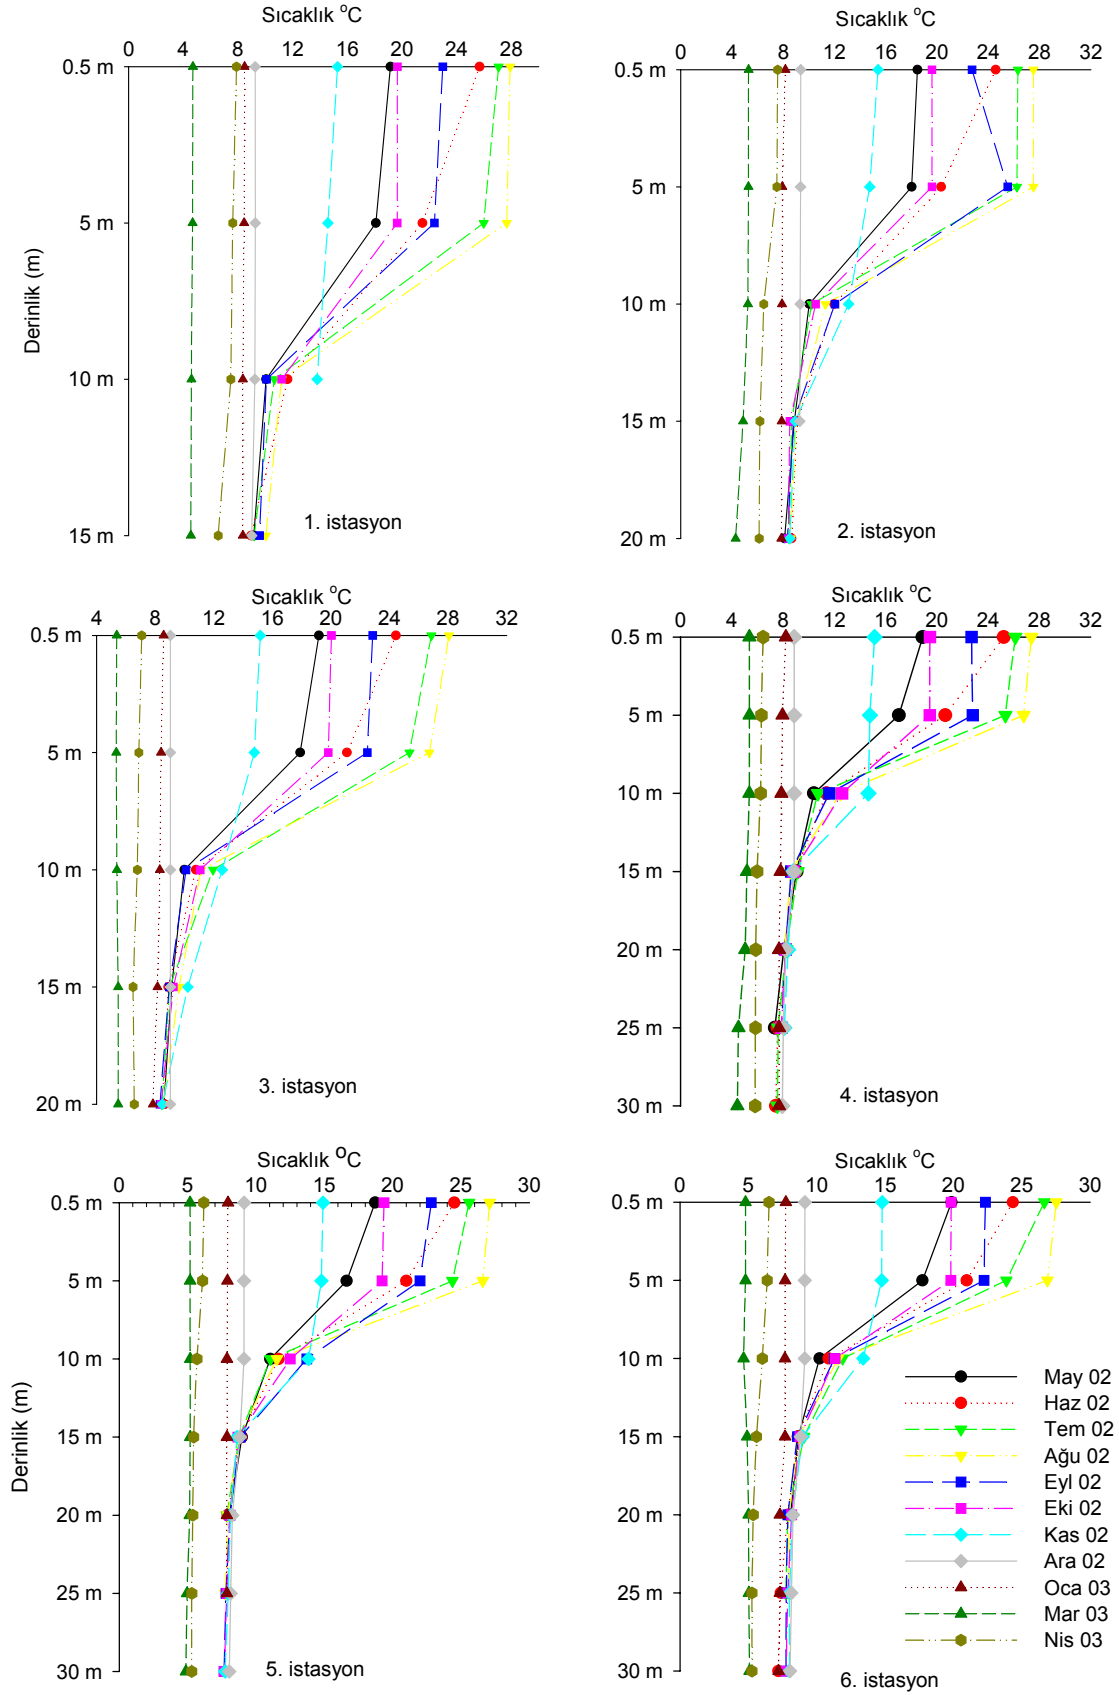 Sıcaklık °C
0 4 8 12 16 20 24 28
0.5 m
5 m
10 m
15 m
Derinlik (m)
1. istasyon
Sıcaklık °C
0 4 8 12 16 20 24 28 32
0.5 m
5 m
10 m
15 m
20 m
2. istasyon
Sıcaklık °C
4 8 12 16 20 24 28 32
0.5 m
5 m
10 m
15 m
20 m
3. istasyon
Sıcaklık °C
0 4 8 12 16 20 24 28 32
0.5 m
5 m
10 m
15 m
20 m
25 m
30 m
4. istasyon
Sıcaklık °C
0 5 10 15 20 25 30
0.5 m
5 m
10 m
15 m
20 m
25 m
30 m
Derinlik (m)
5. istasyon
Sıcaklık °C
0 5 10 15 20 25 30
0.5 m
5 m
10 m
15 m
20 m
25 m
30 m
6. istasyon
May 02
Haz 02
Tem 02
Ağu 02
Eyl 02
Eki 02
Kas 02
Ara 02
Oca 03
Mar 03
Nis 03